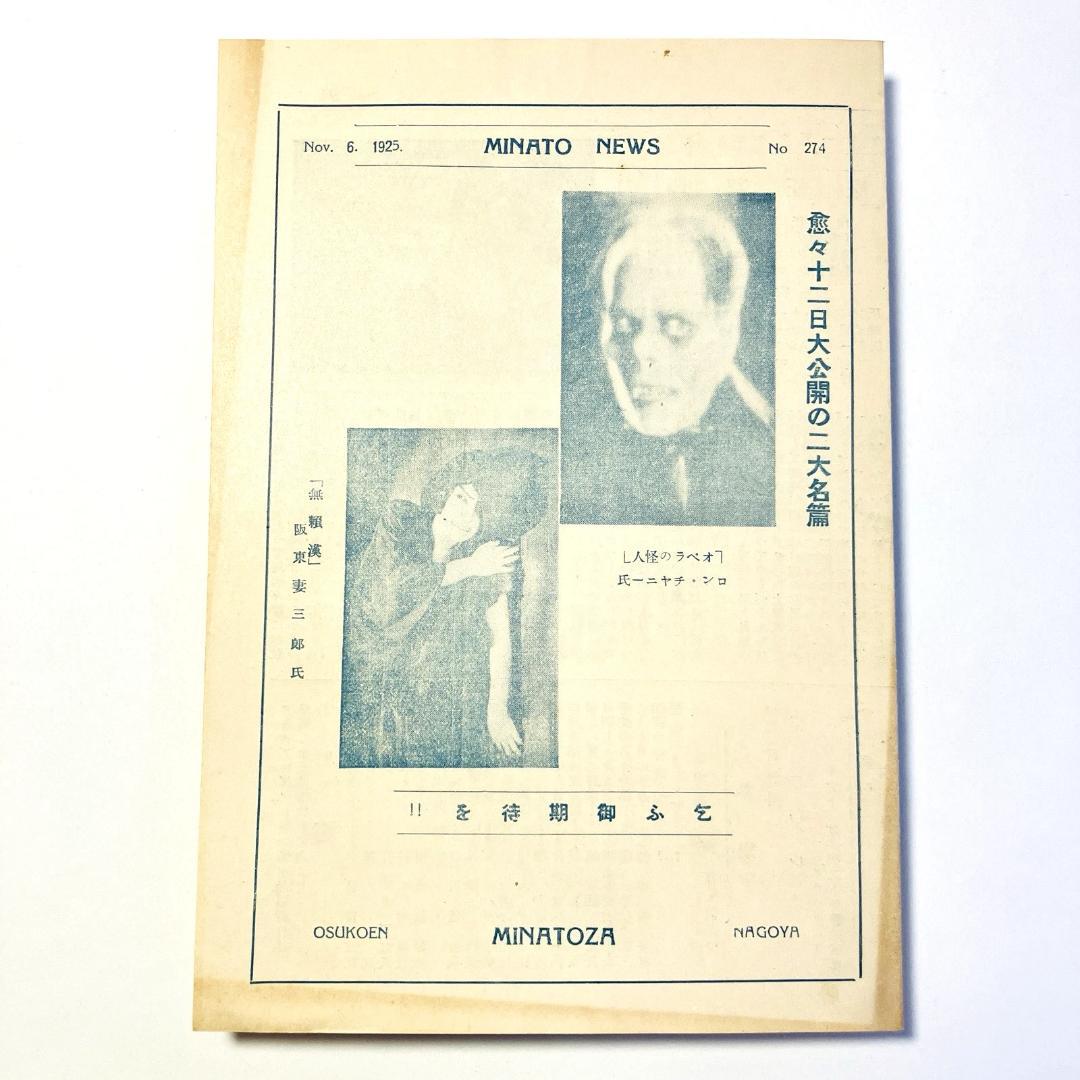 Nov. 6. 1925.
MINATO NEWS
No 274
愈々十二日大公開の二大名篇
「オペラの怪人」
ロン・チヤニー氏
「無頼漢」
阪東妻三郎氏
乞ふ御期待を!!
OSUKOEN
MINATOZA
NAGOYA